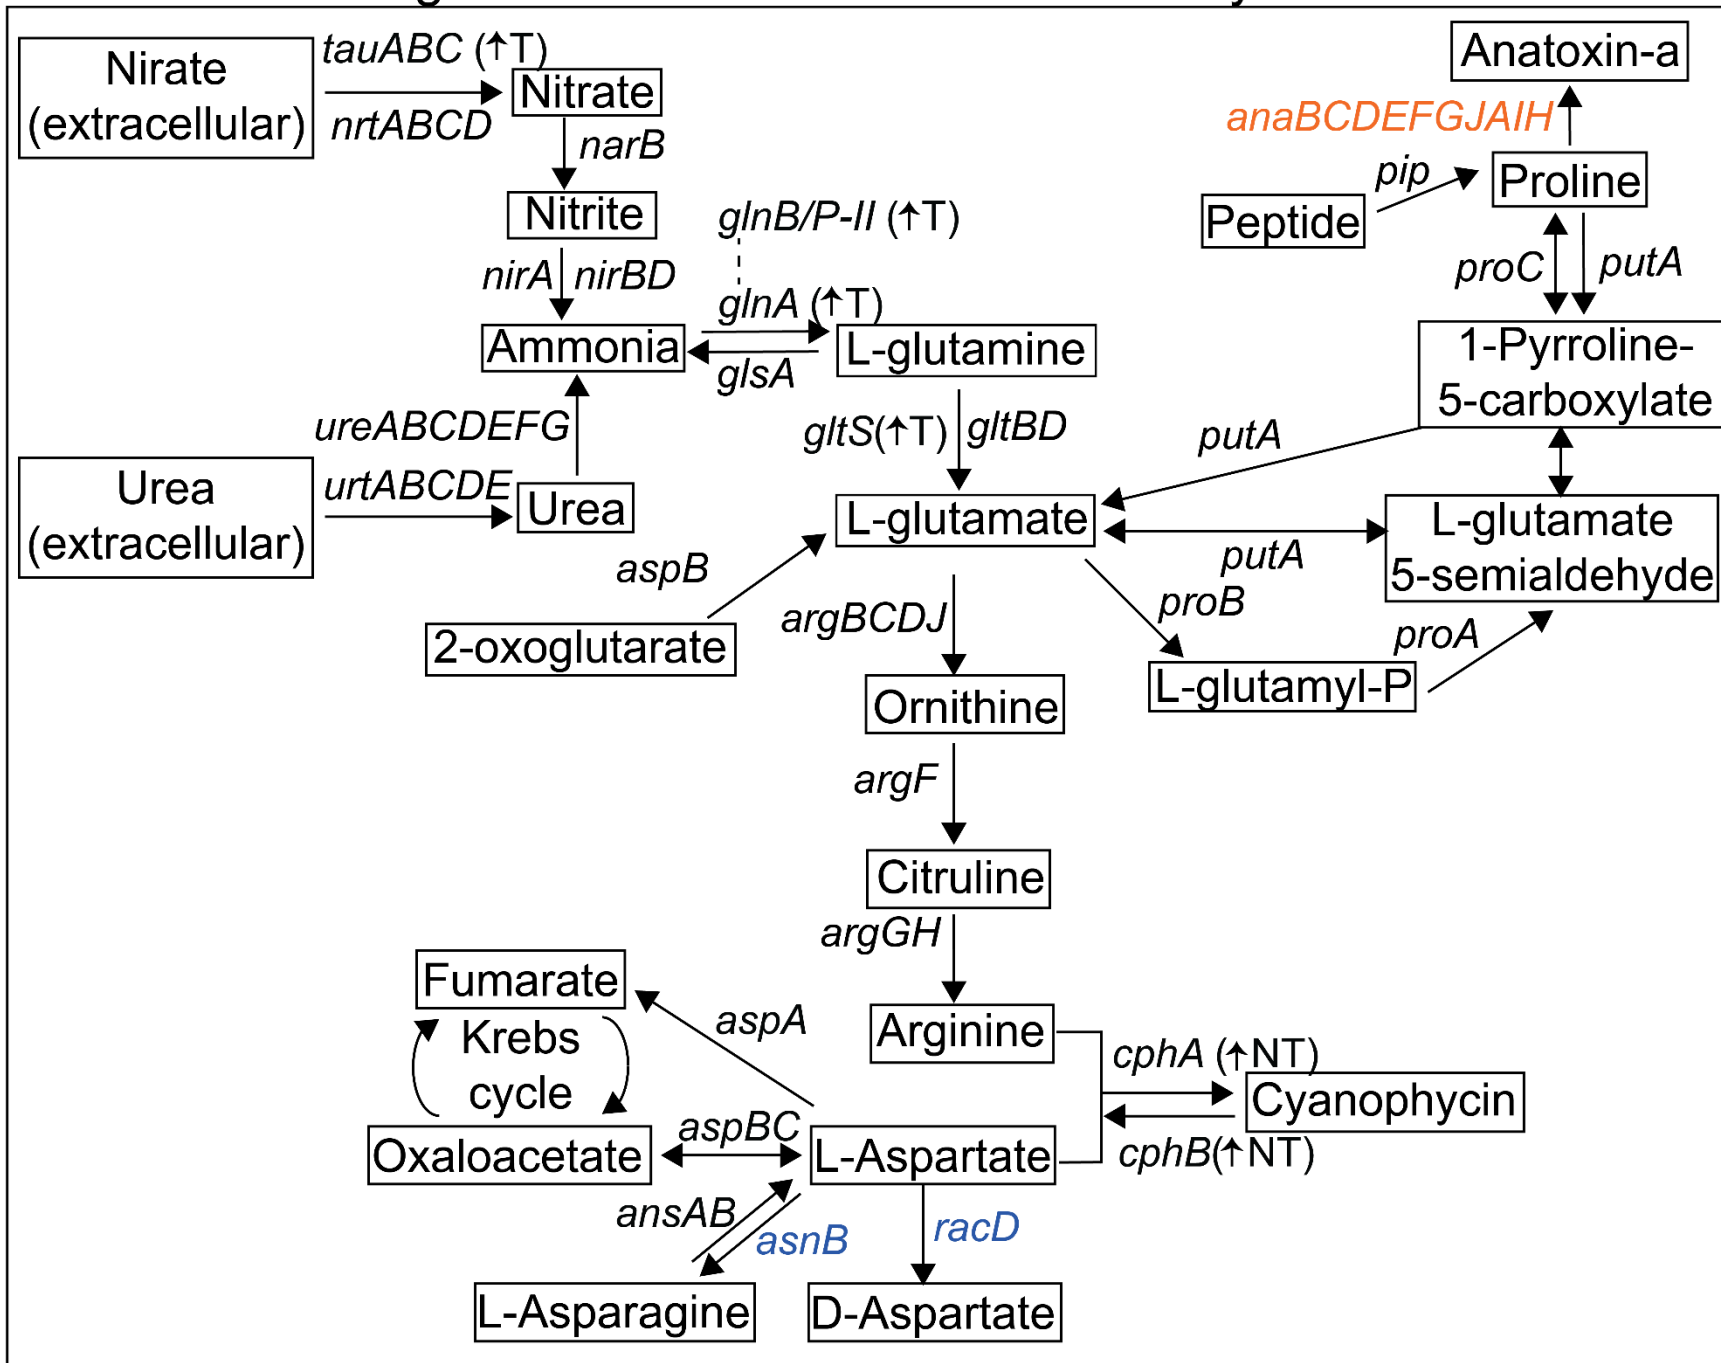 Nirate
(extracellular)
tauABC (↑T)
nrtABCD
Nitrate
narB
Nitrite
nirA
nirBD
glnB/P-II (↑T)
glnA (↑T)
Ammonia
glsA
L-glutamine
ureABCDEFG
Urea
(extracellular)
urtABCDE
Urea
gltS(↑T)
gltBD
L-glutamate
aspB
2-oxoglutarate
Anatoxin-a
anaBCDEFGJAIH
pip
Proline
Peptide
proC
putA
1-Pyrroline-
5-carboxylate
putA
L-glutamate
5-semialdehyde
putA
proB
proA
L-glutamyl-P
argBCDJ
Ornithine
argF
Citruline
argGH
Arginine
Fumarate
Krebs
cycle
aspA
Oxaloacetate
aspBC
L-Aspartate
cphA (↑NT)
Cyanophycin
cphB(↑NT)
ansAB
asnB
racD
L-Asparagine
D-Aspartate